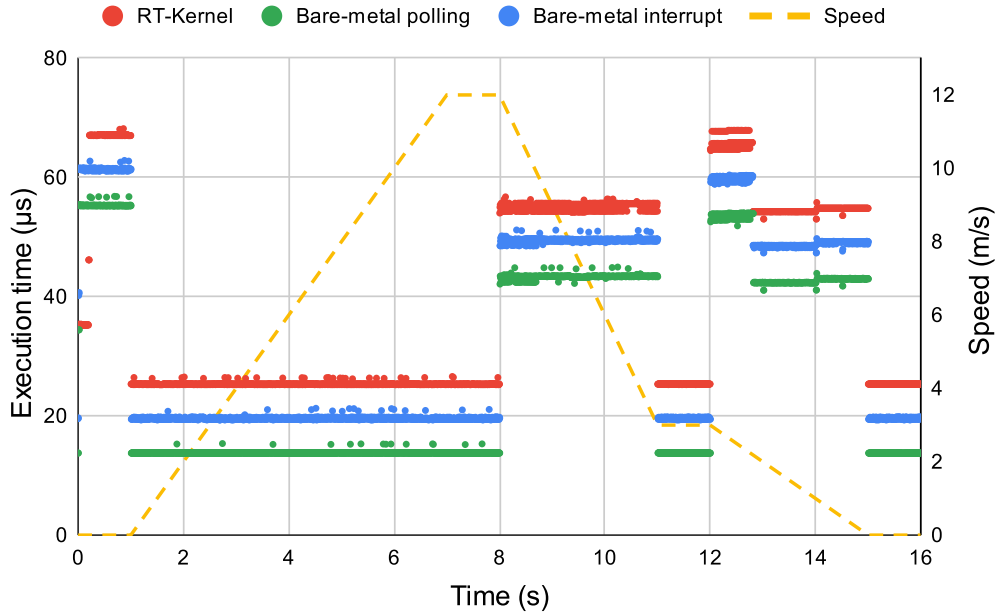 RT-Kernel Bare-metal polling Bare-metal interrupt Speed
Execution time (μs)
80
60
40
20
0
Speed (m/s)
12
10
8
6
4
2
0
0 2 4 6 8 10 12 14 16
Time (s)